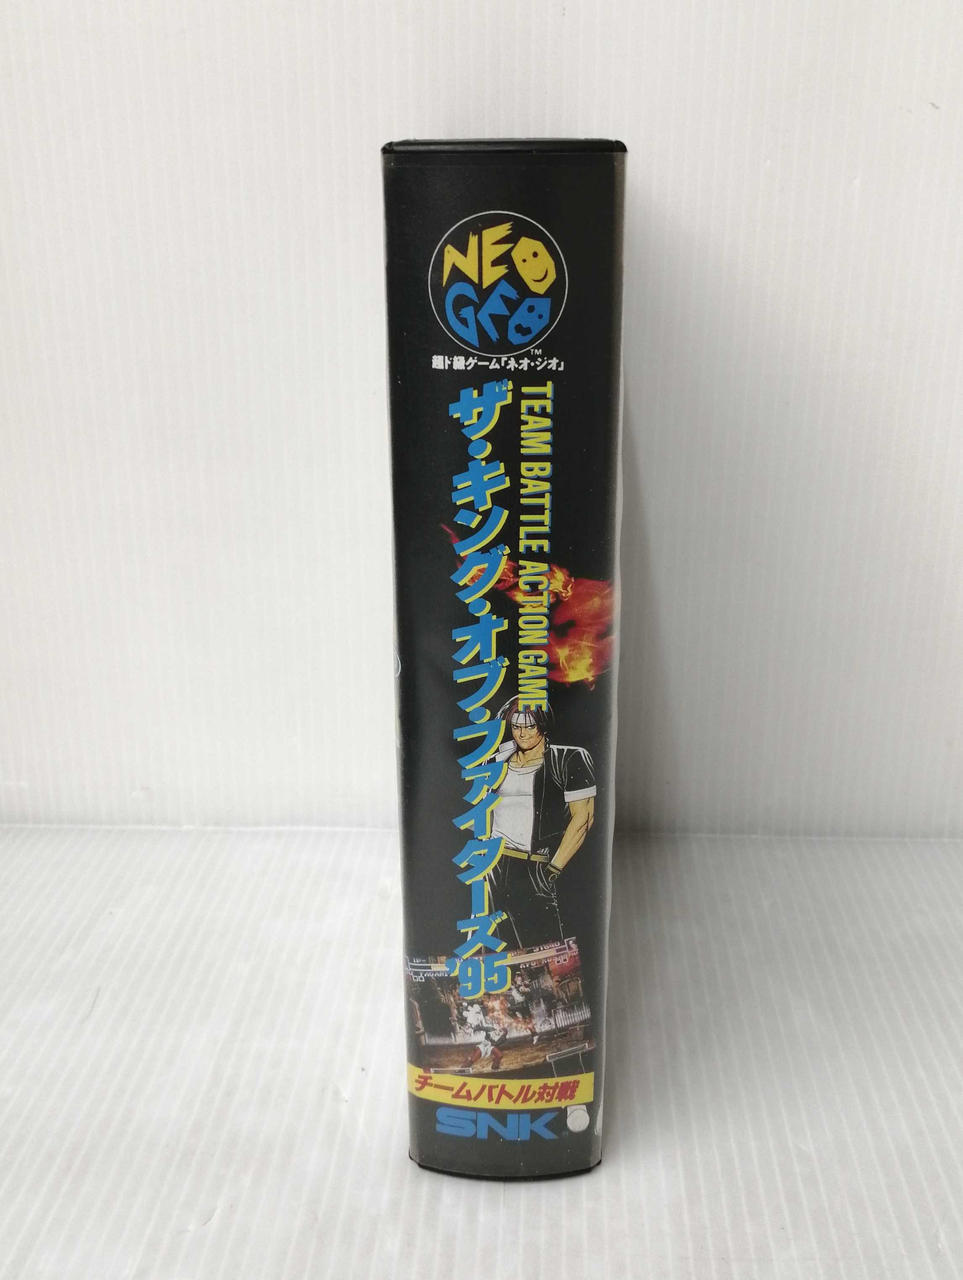 NEO
GEO
TM
超ド級ゲーム「ネオ・ジオ」
TEAM BATTLE ACTION GAME
ザ・キング・オブ・ファイターズ'95
チームバトル対戦
SNK